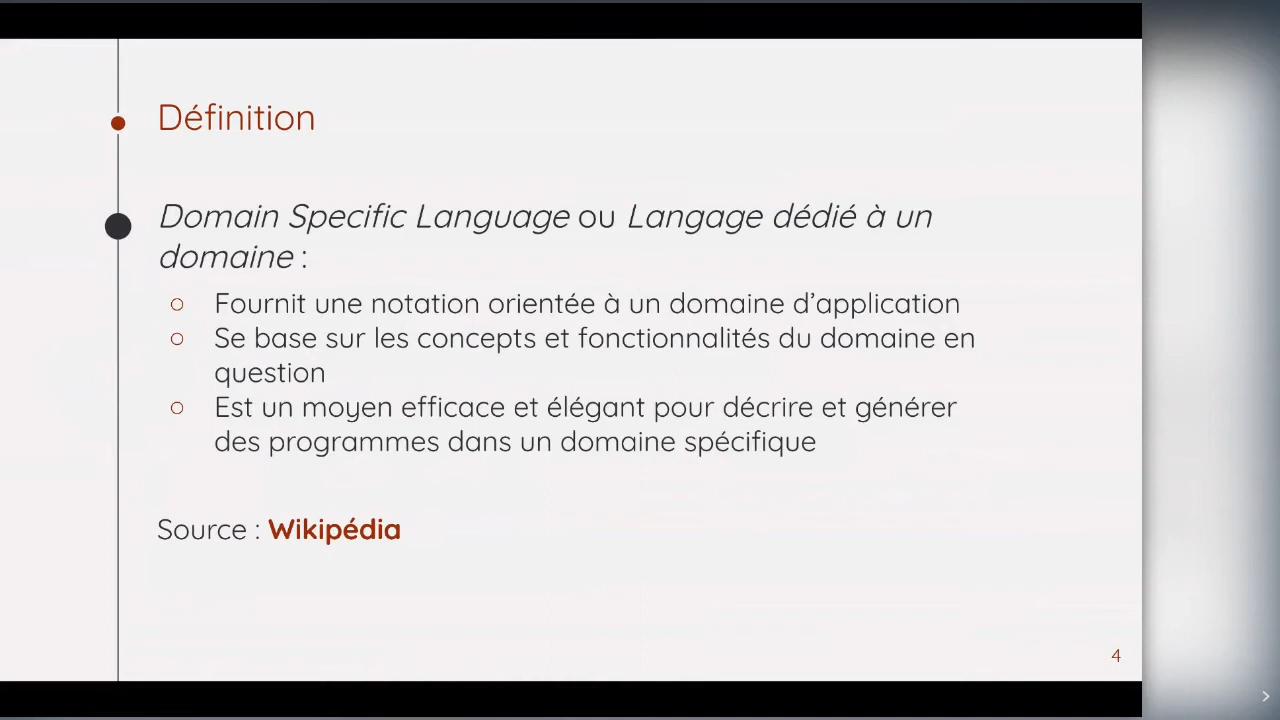 Définition
Domain Specific Language ou Langage dédié à un
domaine :
○ Fournit une notation orientée à un domaine d’application
○ Se base sur les concepts et fonctionnalités du domaine en
question
○ Est un moyen efficace et élégant pour décrire et générer
des programmes dans un domaine spécifique
Source : Wikipédia
4